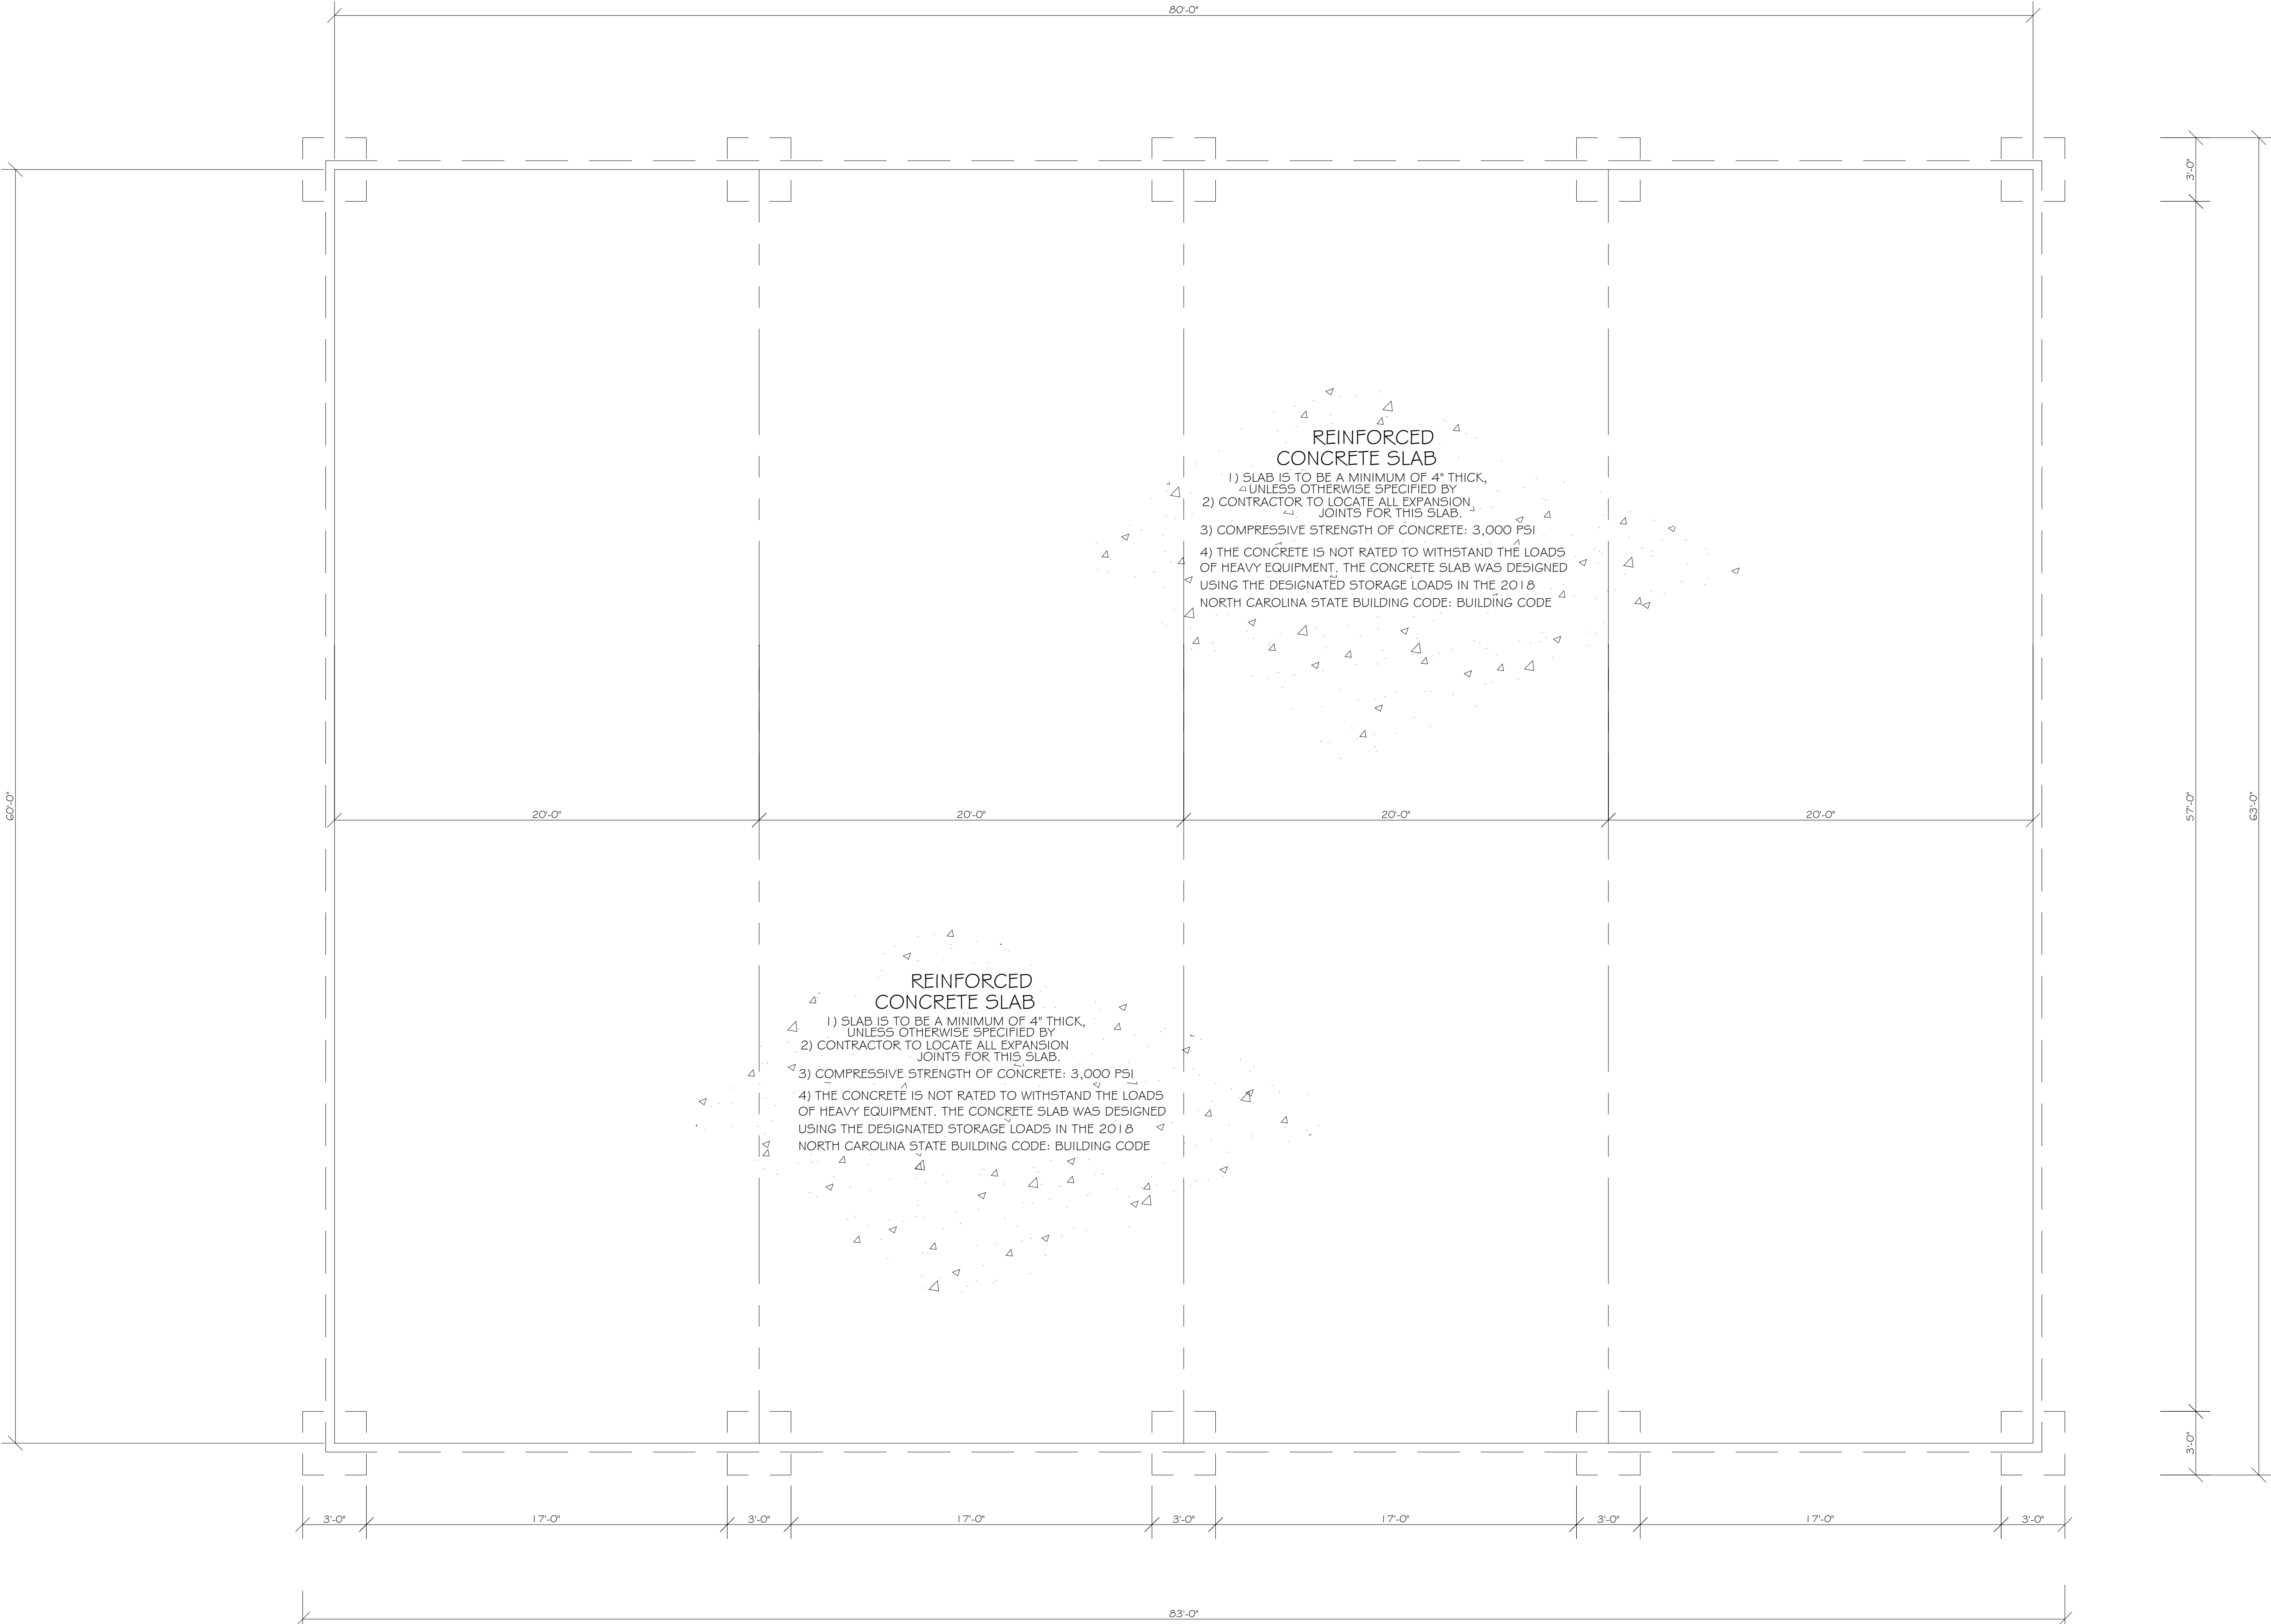 80'-0"
3'-0"
REINFORCED
CONCRETE SLAB
1) SLAB IS TO BE A MINIMUM OF 4" THICK,
UNLESS OTHERWISE SPECIFIED BY
2) CONTRACTOR TO LOCATE ALL EXPANSION
JOINTS FOR THIS SLAB.
3) COMPRESSIVE STRENGTH OF CONCRETE: 3,000 PSI
4) THE CONCRETE IS NOT RATED TO WITHSTAND THE LOADS
OF HEAVY EQUIPMENT. THE CONCRETE SLAB WAS DESIGNED
USING THE DESIGNATED STORAGE LOADS IN THE 2018
NORTH CAROLINA STATE BUILDING CODE: BUILDING CODE
60'-0"
20'-0"
20'-0"
20'-0"
20'-0"
57'-0"
63'-0"
REINFORCED
CONCRETE SLAB
1) SLAB IS TO BE A MINIMUM OF 4" THICK,
UNLESS OTHERWISE SPECIFIED BY
2) CONTRACTOR TO LOCATE ALL EXPANSION
JOINTS FOR THIS SLAB.
3) COMPRESSIVE STRENGTH OF CONCRETE: 3,000 PSI
4) THE CONCRETE IS NOT RATED TO WITHSTAND THE LOADS
OF HEAVY EQUIPMENT. THE CONCRETE SLAB WAS DESIGNED
USING THE DESIGNATED STORAGE LOADS IN THE 2018
NORTH CAROLINA STATE BUILDING CODE: BUILDING CODE
3'-0"
3'-0"
17'-0"
3'-0"
17'-0"
3'-0"
17'-0"
3'-0"
17'-0"
3'-0"
83'-0"